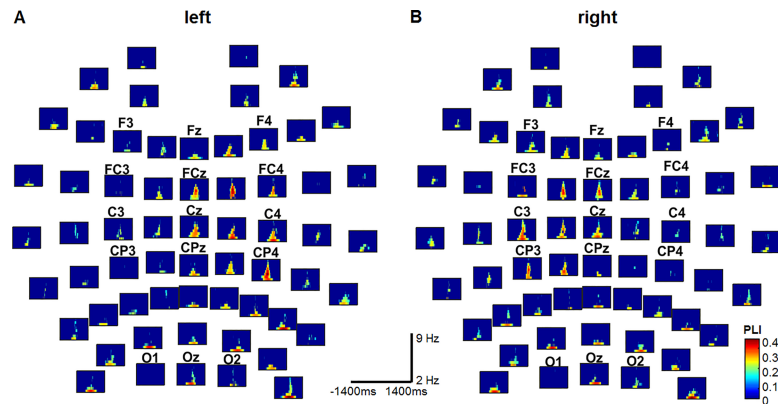 A left B right
F3 Fz F4 F3 Fz F4
FC3 FCz FC4 FC3 FCz FC4
C3 Cz C4 C3 Cz C4
CP3 CPz CP4 CP3 CPz CP4
O1 Oz O2 O1 Oz O2
9 Hz
2 Hz
-1400ms 1400ms
PLI
0.4
0.3
0.2
0.1
0